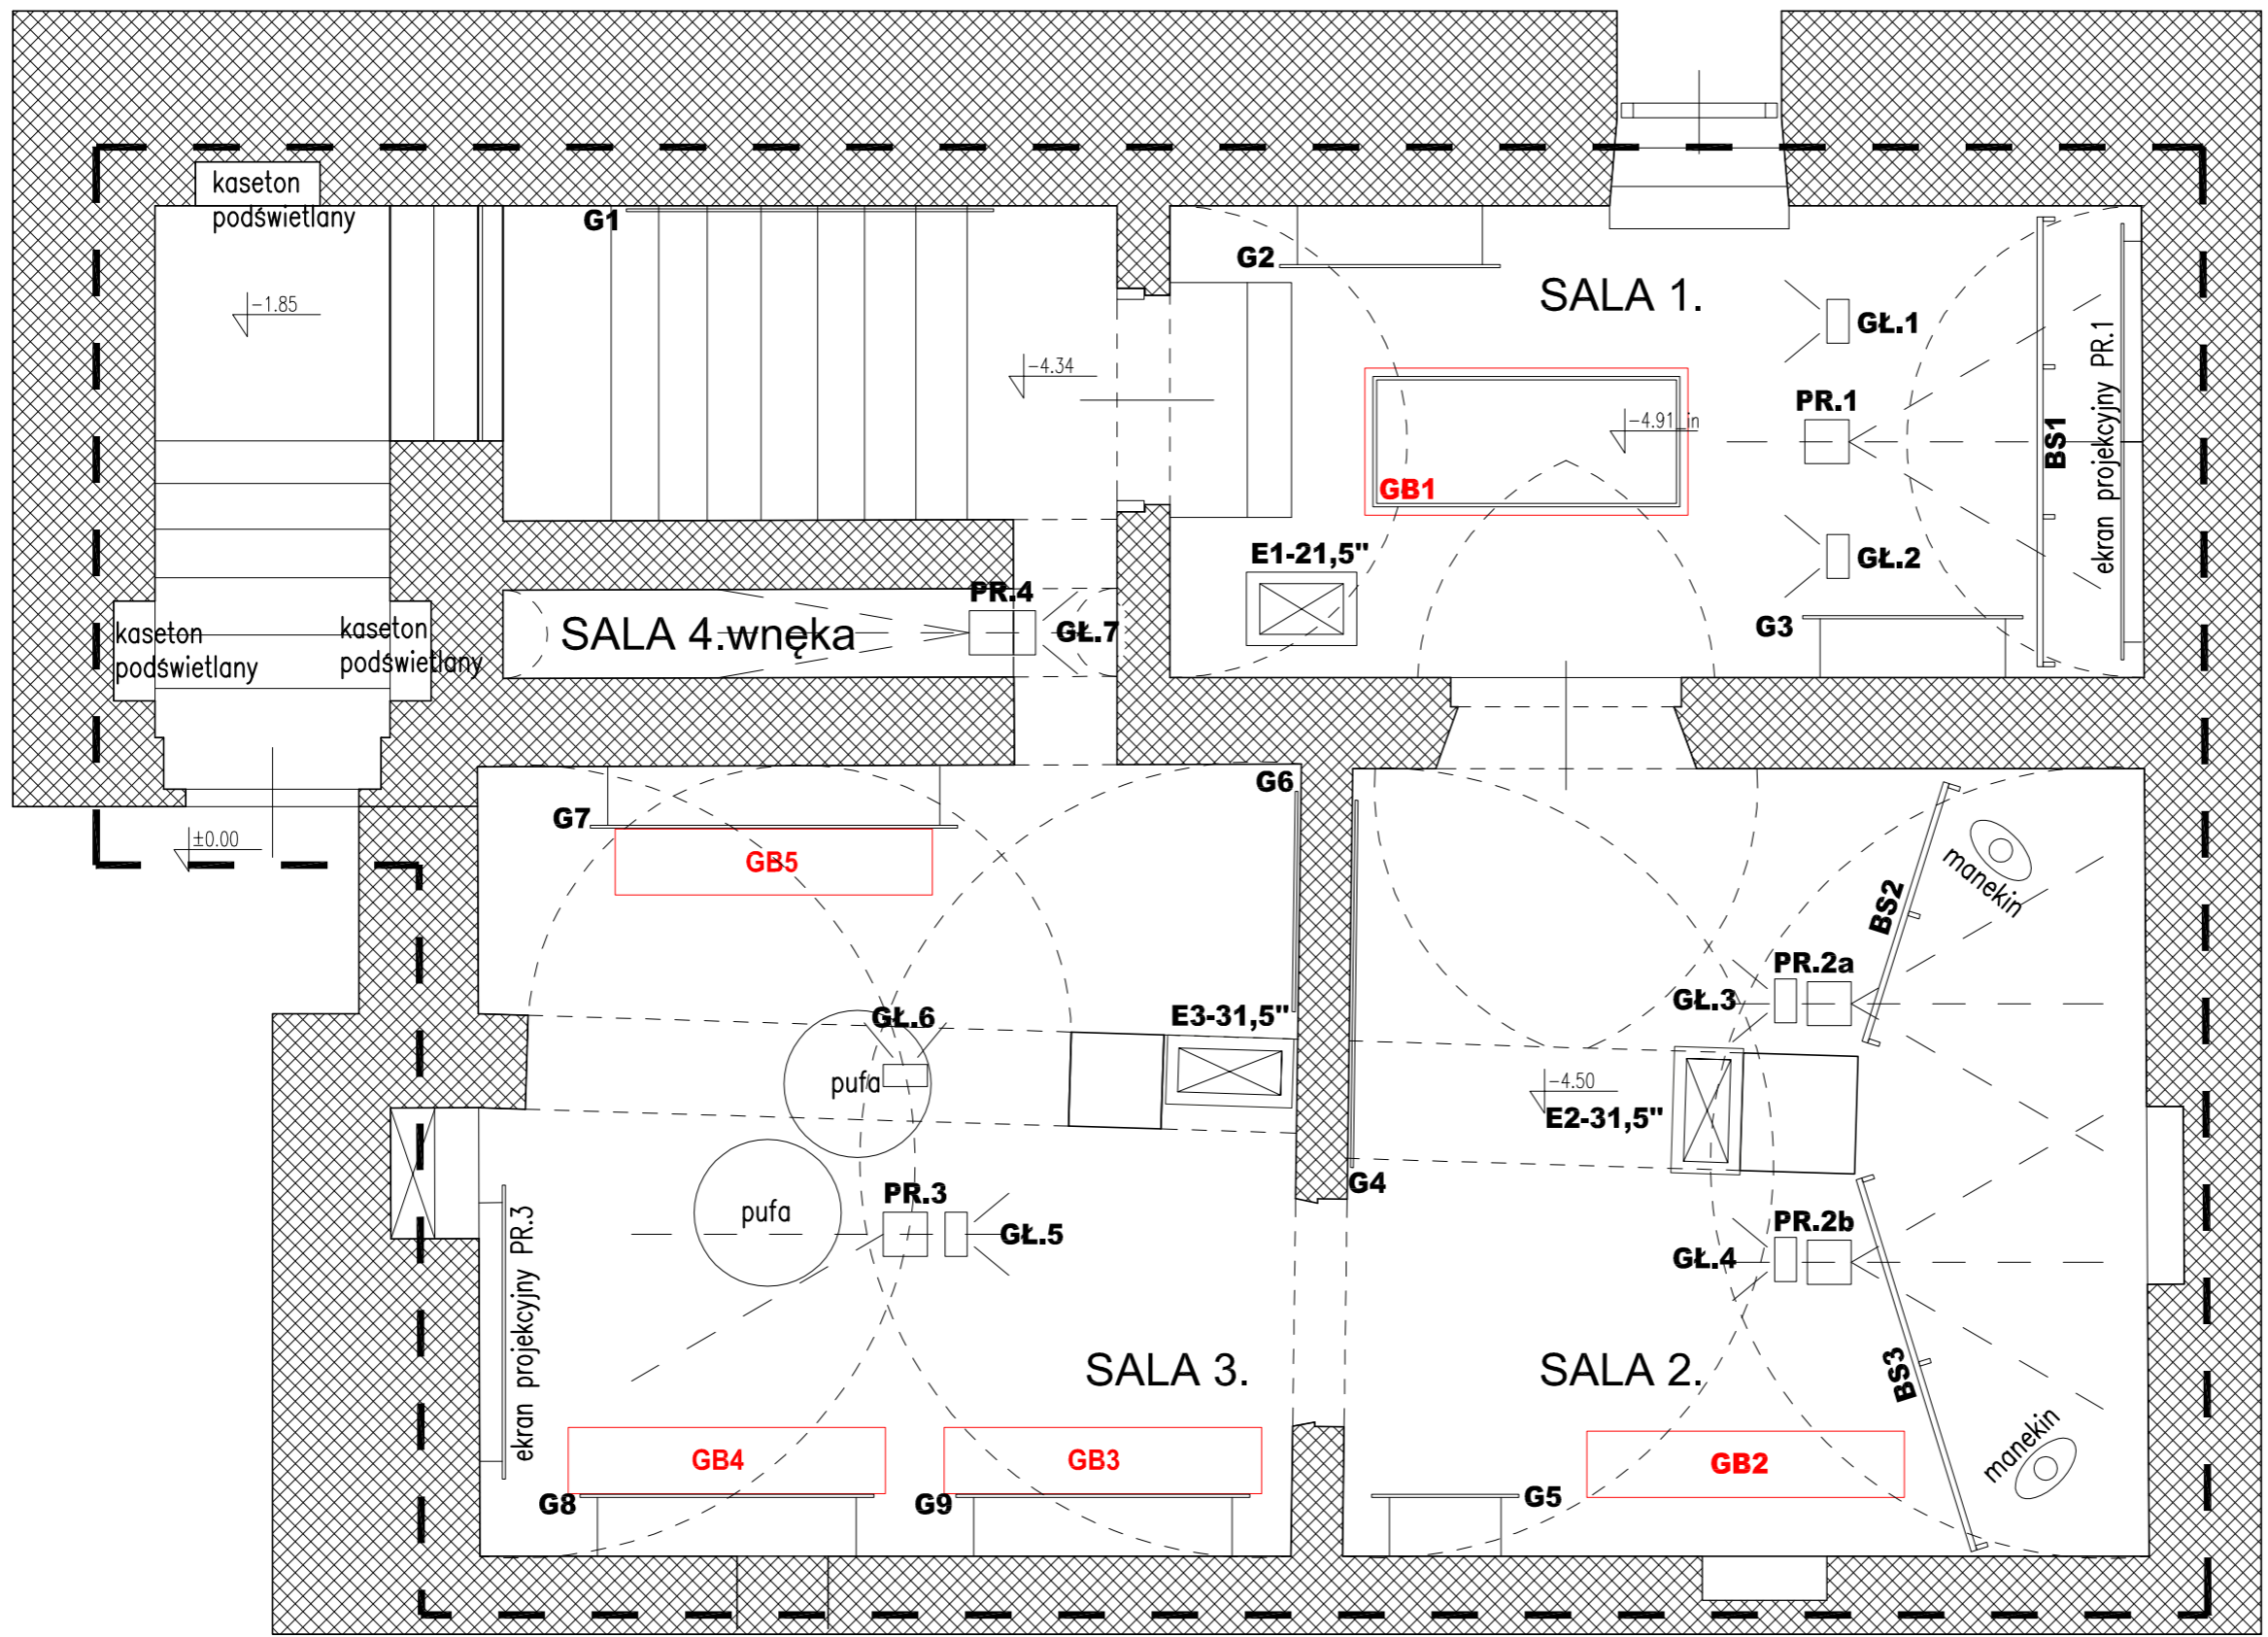 kaseton
podświetlany
G1
G2
SALA 1.
-1.85
-4.34
GŁ.1
PR.1
ekran projekcyjny PR.1
BS1
-4.91_in
GB1
E1-21,5"
GŁ.2
G3
PR.4
GŁ.7
SALA 4.wnęka
kaseton
podświetlany
kaseton
podświetlany
±0.00
G7
GB5
G6
manekin
BS2
PR.2a
GŁ.3
GŁ.6
E3-31,5"
pufa
-4.50
E2-31,5"
G4
PR.3
pufa
GŁ.5
PR.2b
GŁ.4
ekran projekcyjny PR.3
SALA 3.
SALA 2.
BS3
manekin
GB4
GB3
GB2
G8
G9
G5